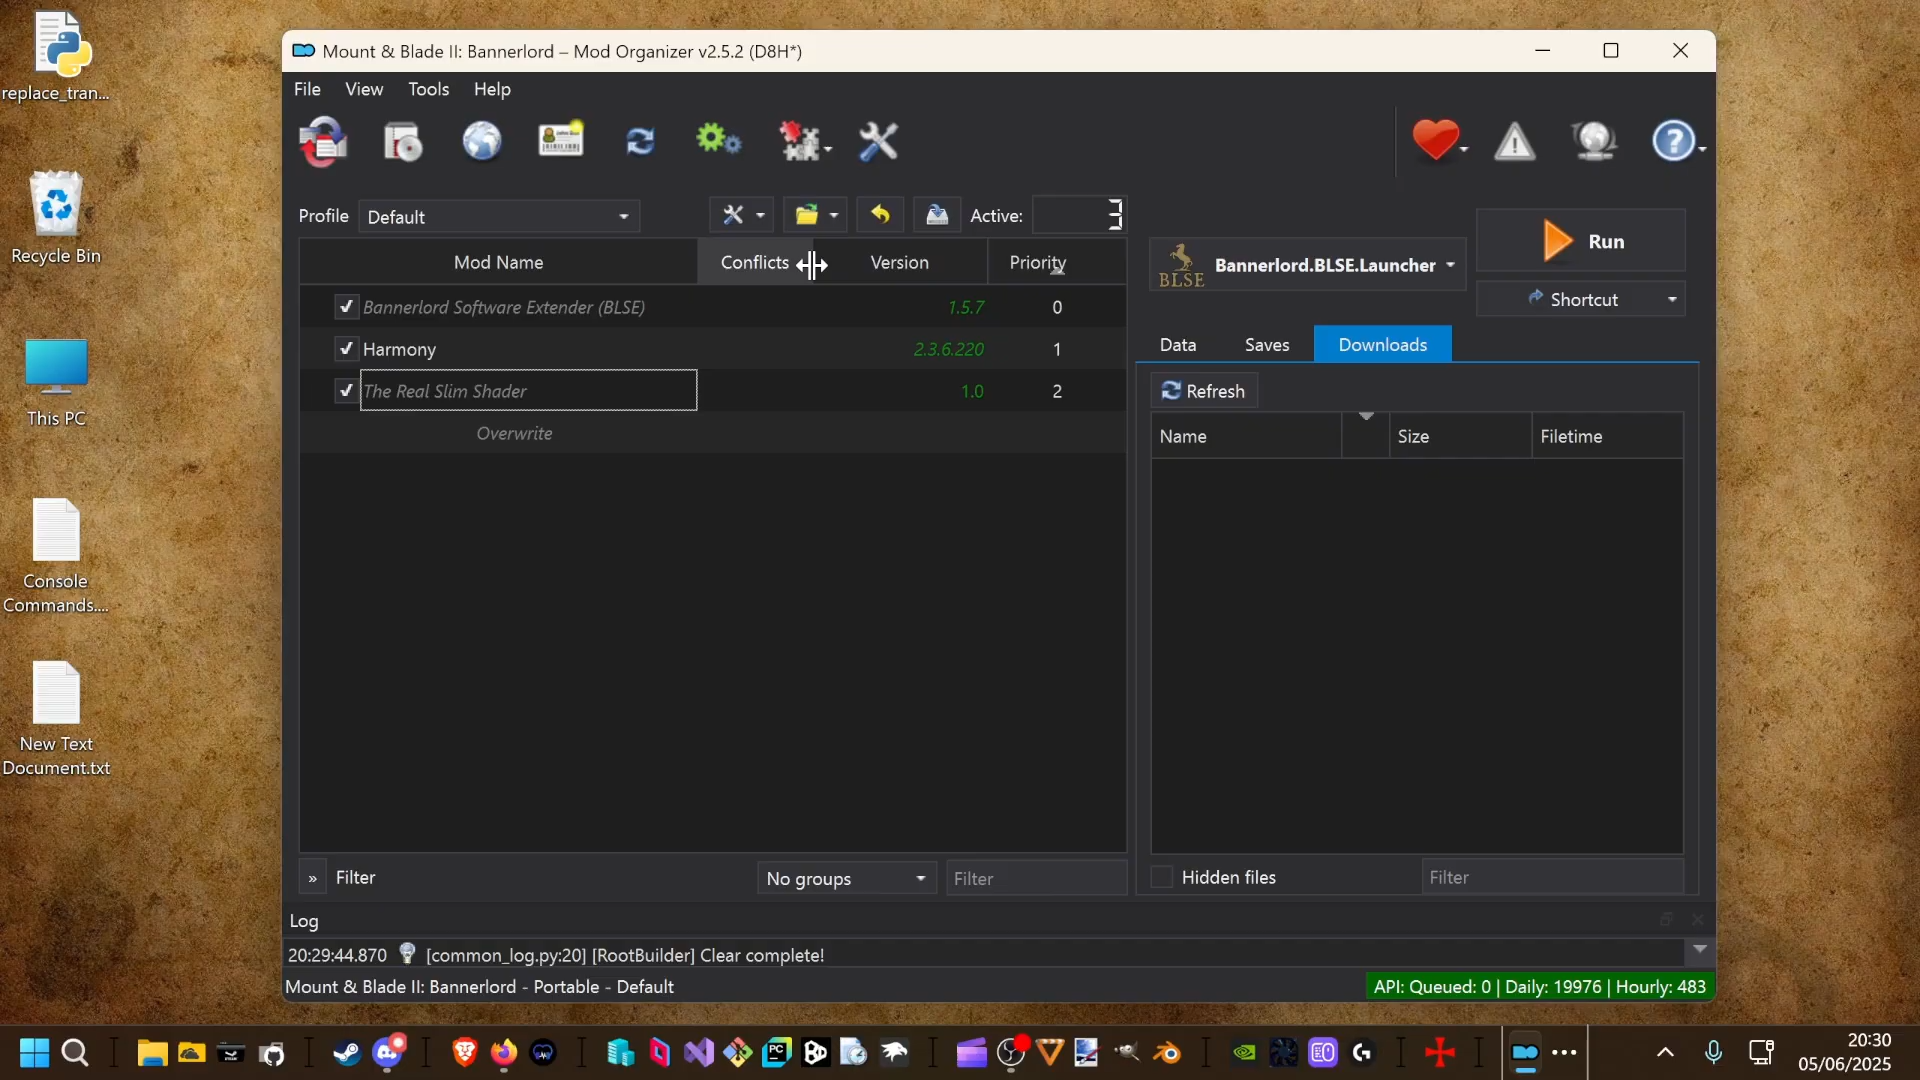 replace_tran...
Recycle Bin
This PC
Console
Commands....
New Text
Document.txt
Mount & Blade II: Bannerlord – Mod Organizer v2.5.2 (D8H*)
File View Tools Help
Profile Default Active: 3
Mod Name Conflicts Version Priority
Bannerlord Software Extender (BLSE) 1.5.7 0
Harmony 2.3.6.220 1
The Real Slim Shader 1.0 2
Overwrite
» Filter No groups Filter
BLSE Bannerlord.BLSE.Launcher
Run
Shortcut
Data Saves Downloads
Refresh
Name Size Filetime
Hidden files Filter
Log
20:29:44.870 [common_log.py:20] [RootBuilder] Clear complete!
Mount & Blade II: Bannerlord - Portable - Default API: Queued: 0 | Daily: 19976 | Hourly: 483
20:30
05/06/2025